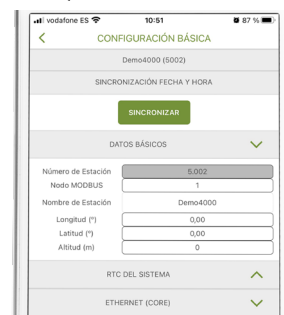 vodafone ES 10:51 87 %
CONFIGURACIÓN BÁSICA
Demo4000 (5002)
SINCRONIZACIÓN FECHA Y HORA
SINCRONIZAR
DATOS BÁSICOS
Número de Estación 5.002
Nodo MODBUS 1
Nombre de Estación Demo4000
Longitud (º) 0,00
Latitud (º) 0,00
Altitud (m) 0
RTC DEL SISTEMA
ETHERNET (CORE)